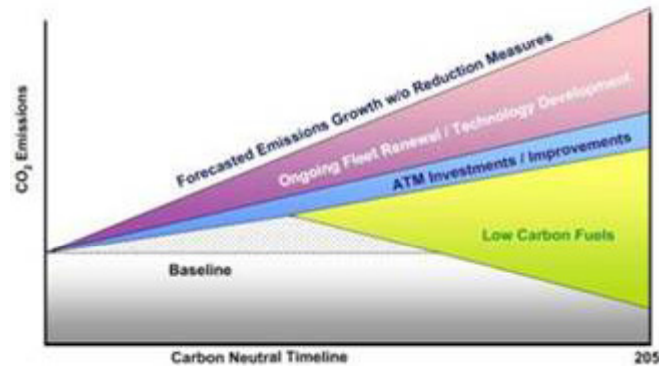 CO₂ Emissions
Forecasted Emissions Growth w/o Reduction Measures
Ongoing Fleet Renewal / Technology Development
ATM Investments / Improvements
Low Carbon Fuels
Baseline
Carbon Neutral Timeline
205